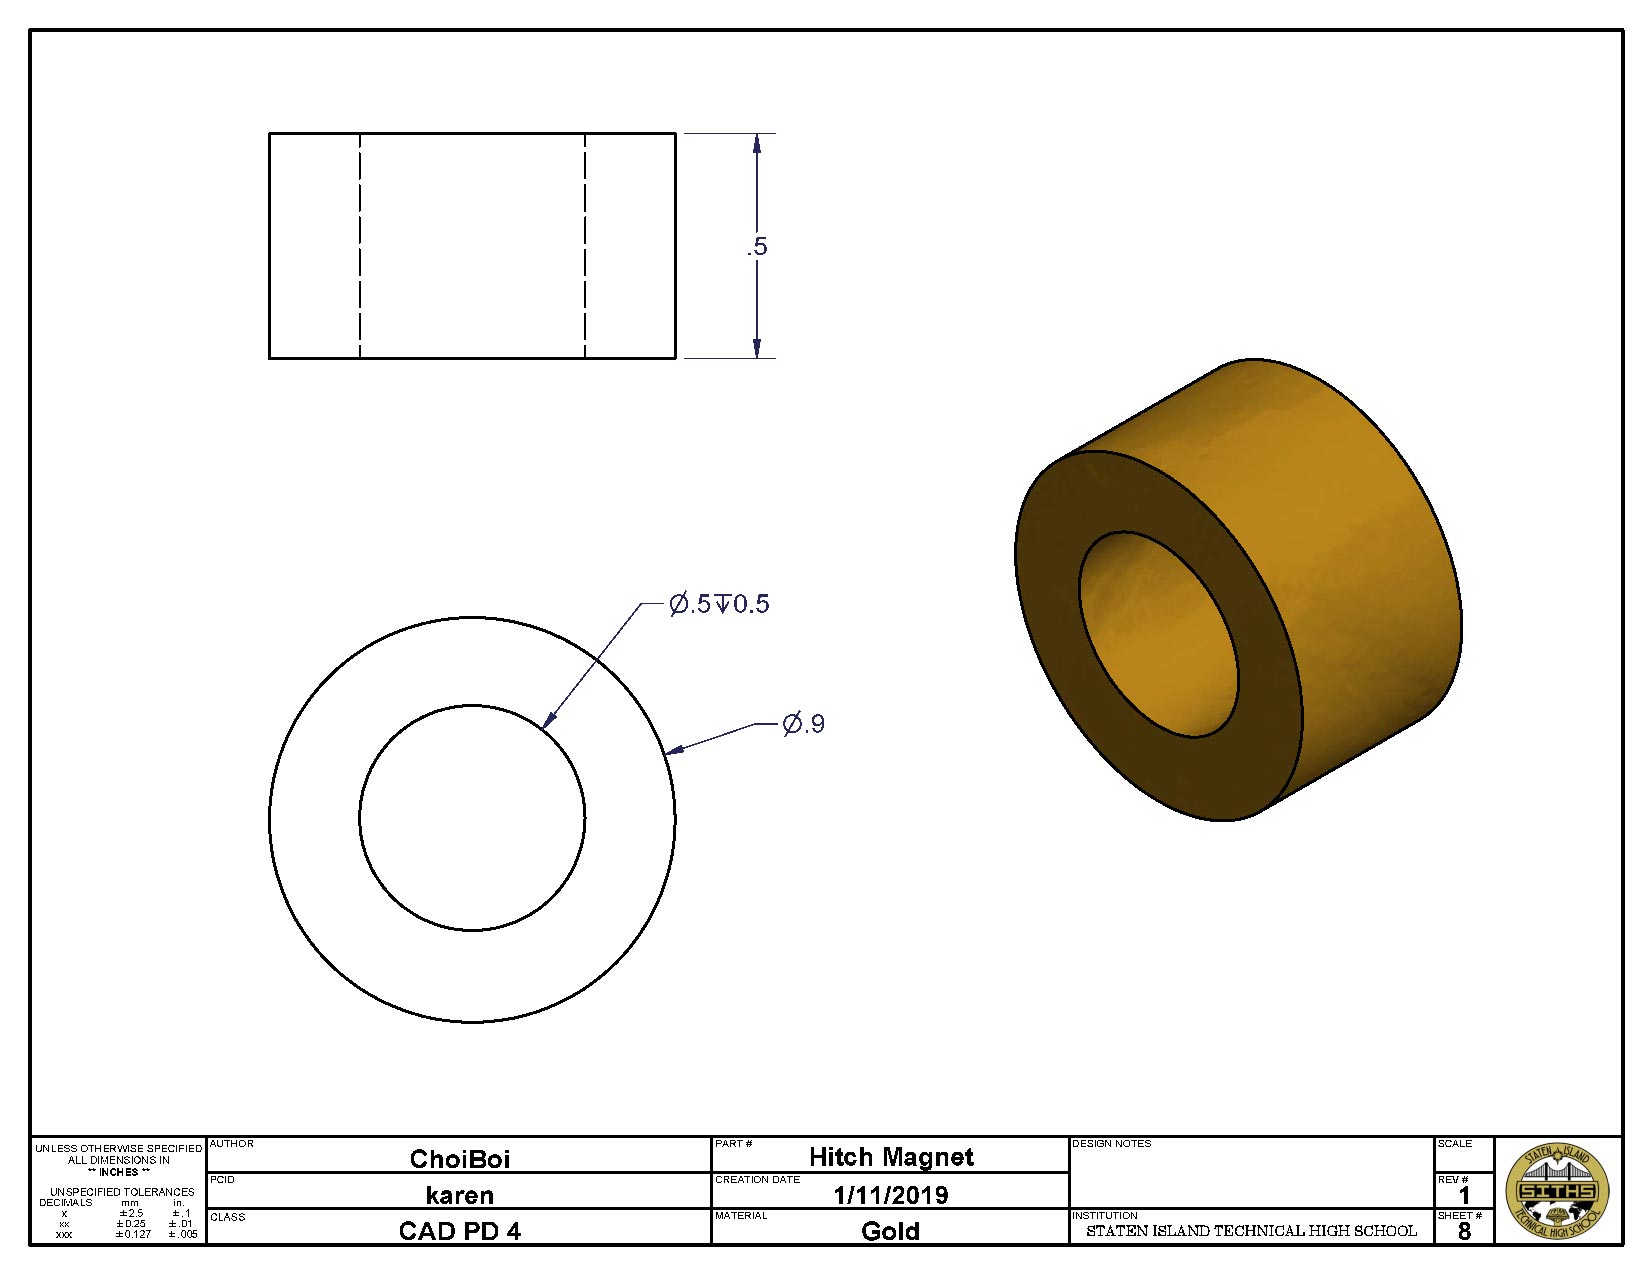 .5
Ø.5↧0.5
Ø.9
UNLESS OTHERWISE SPECIFIED
ALL DIMENSIONS IN
** INCHES **
UNSPECIFIED TOLERANCES
DECIMALS mm in.
x ±2.5 ±.1
xx ±0.25 ±.01
xxx ±0.127 ±.005
AUTHOR
ChoiBoi
PCID
karen
CLASS
CAD PD 4
PART #
Hitch Magnet
CREATION DATE
1/11/2019
MATERIAL
Gold
DESIGN NOTES
INSTITUTION
STATEN ISLAND TECHNICAL HIGH SCHOOL
SCALE
REV #
1
SHEET #
8
STATEN ISLAND
SITHS
TECHNICAL HIGH SCHOOL